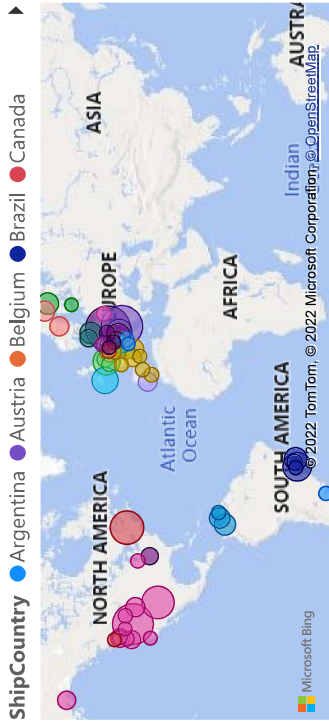 ShipCountry Argentina Austria Belgium Brazil Canada
NORTH AMERICA
ASIA
UROPE
Atlantic
Ocean
AFRICA
SOUTH AMERICA
Indian
AUSTRA
Microsoft Bing
© 2022 TomTom, © 2022 Microsoft Corporation, © OpenStreetMap